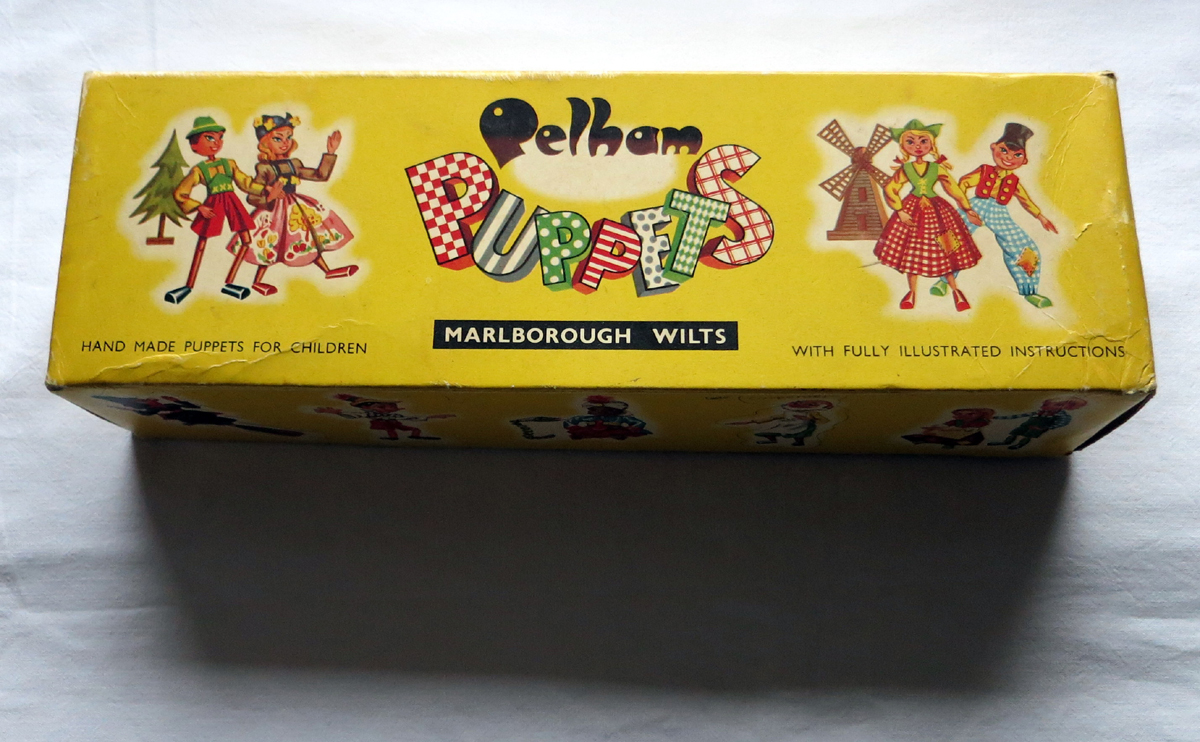 Pelham
PUPPETS
MARLBOROUGH WILTS
HAND MADE PUPPETS FOR CHILDREN
WITH FULLY ILLUSTRATED INSTRUCTIONS